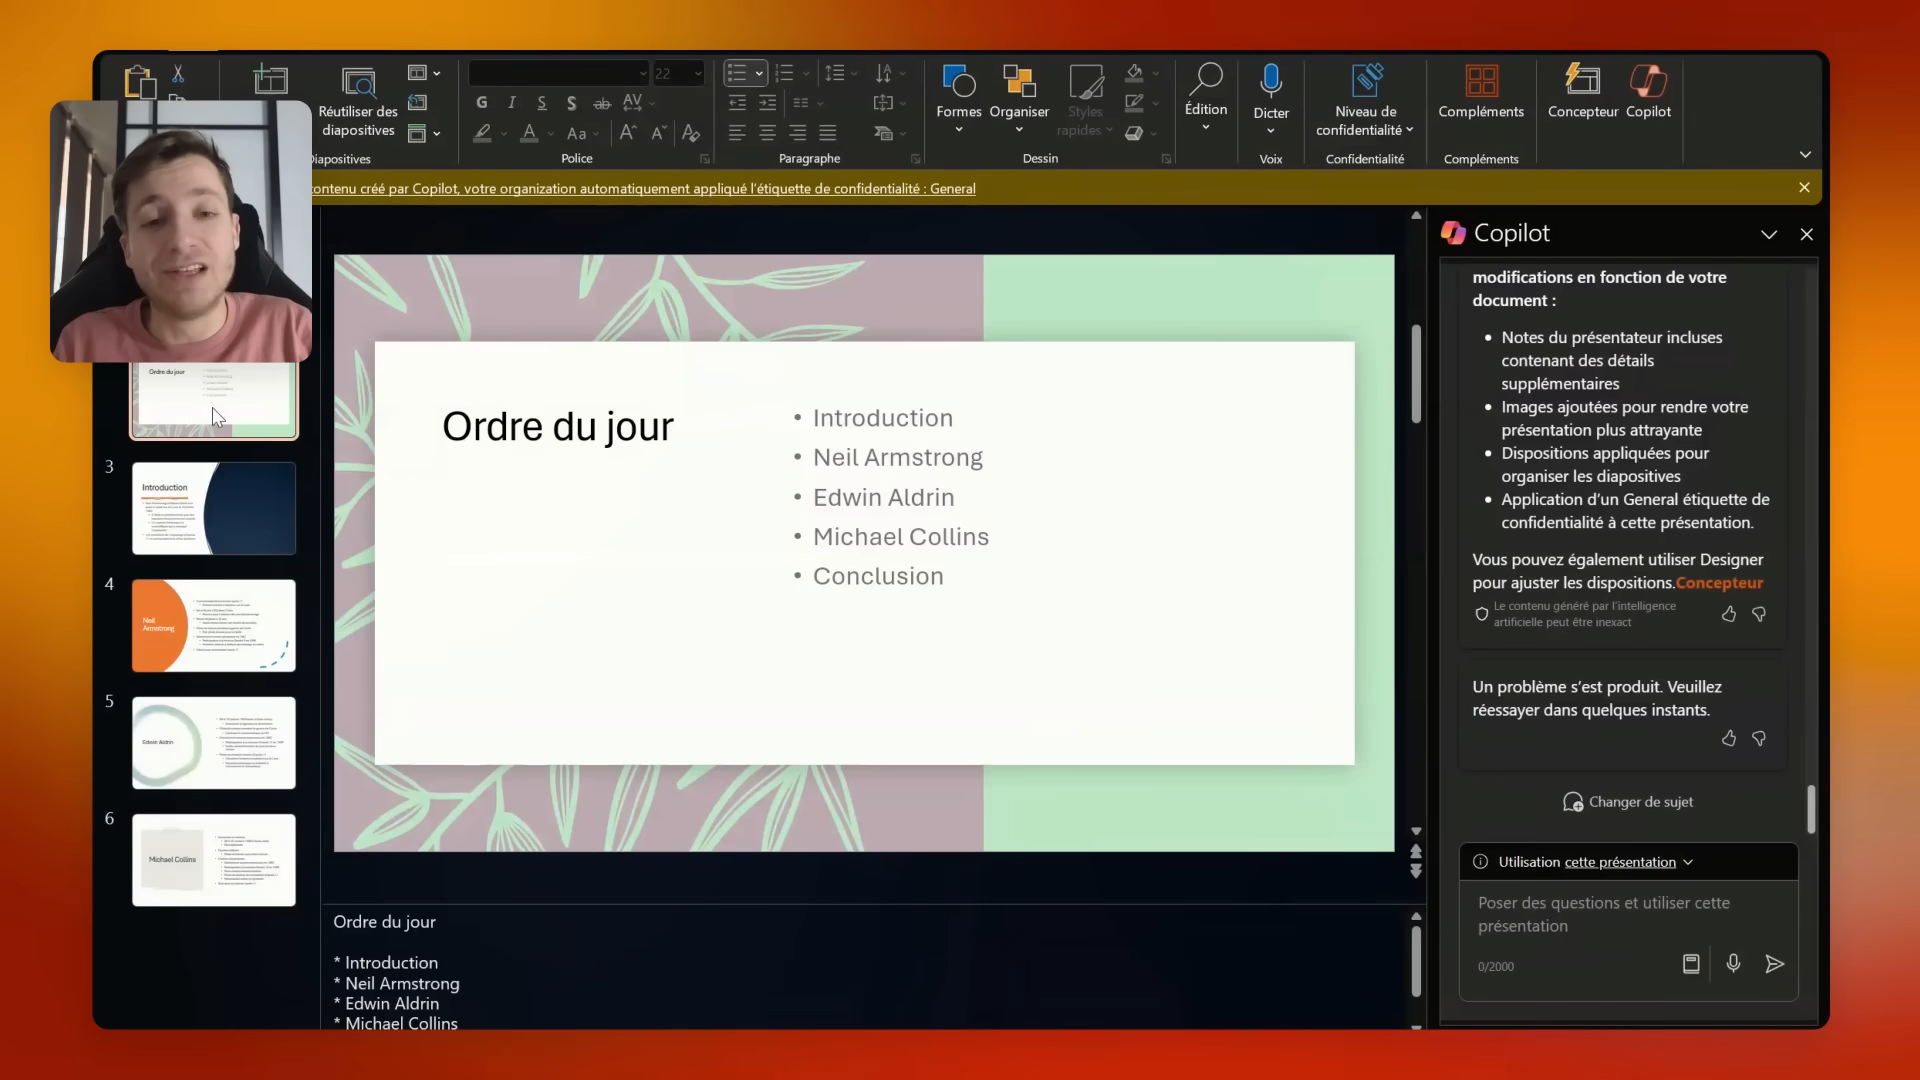 Réutiliser des
diapositives
Diapositives
22
G I S S ab AV
A Aa A A A
Police
Paragraphe
Formes
Organiser
Styles
rapides
Dessin
Édition
Dicter
Voix
Niveau de
confidentialité
Confidentialité
Compléments
Compléments
Concepteur
Copilot
contenu créé par Copilot, votre organization automatiquement appliqué l'étiquette de confidentialité : General
Ordre du jour
3
Introduction
4
Neil
Armstrong
5
Edwin Aldrin
6
Michael Collins
Ordre du jour
• Introduction
• Neil Armstrong
• Edwin Aldrin
• Michael Collins
• Conclusion
Ordre du jour
* Introduction
* Neil Armstrong
* Edwin Aldrin
* Michael Collins
Copilot
modifications en fonction de votre
document :
• Notes du présentateur incluses
contenant des détails
supplémentaires
• Images ajoutées pour rendre votre
présentation plus attrayante
• Dispositions appliquées pour
organiser les diapositives
• Application d'un General étiquette de
confidentialité à cette présentation.
Vous pouvez également utiliser Designer
pour ajuster les dispositions.Concepteur
Le contenu généré par l'intelligence
artificielle peut être inexact
Un problème s'est produit. Veuillez
réessayer dans quelques instants.
Changer de sujet
Utilisation cette présentation
Poser des questions et utiliser cette
présentation
0/2000